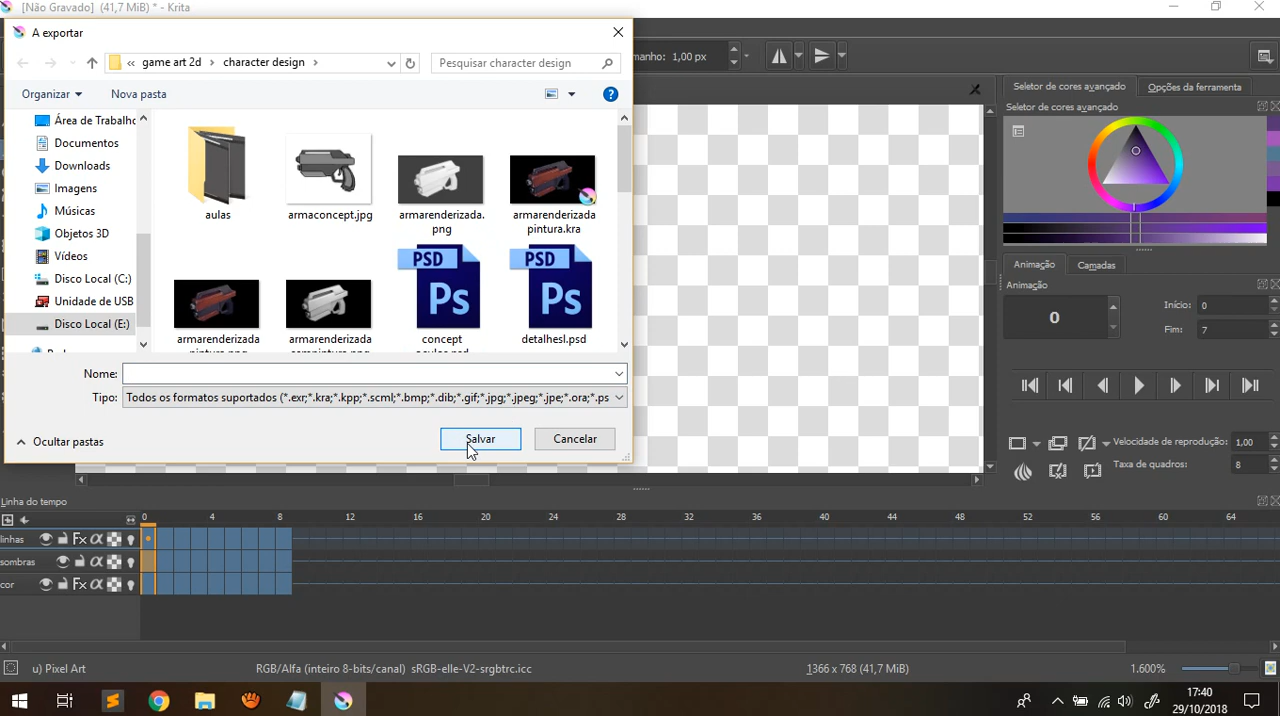 [Não Gravado] (41,7 MiB) * - Krita
A exportar
manho: 1,00 px
« game art 2d › character design ›
Pesquisar character design
Organizar
Nova pasta
Seletor de cores avançado
Opções da ferramenta
Seletor de cores avançado
Área de Trabalho
Documentos
Downloads
Imagens
Músicas
Objetos 3D
Vídeos
Disco Local (C:)
Unidade de USB
Disco Local (E:)
aulas
armaconcept.jpg
armarenderizada.
png
armarenderizada
pintura.kra
PSD
Ps
PSD
Ps
armarenderizada
armarenderizada
concept
detalhesl.psd
Animação
Camadas
Animação
0
Início: 0
Fim: 7
Nome:
Tipo: Todos os formatos suportados (*.exr;*.kra;*.kpp;*.scml;*.bmp;*.dib;*.gif;*.jpg;*.jpeg;*.jpe;*.ora;*.ps
Ocultar pastas
Salvar
Cancelar
Velocidade de reprodução: 1,00
Taxa de quadros: 8
Linha do tempo
0 4 8 12 16 20 24 28 32 36 40 44 48 52 56 60 64
linhas
sombras
cor
u) Pixel Art
RGB/Alfa (inteiro 8-bits/canal) sRGB-elle-V2-srgbtrc.icc
1366 x 768 (41,7 MiB)
1.600%
17:40
29/10/2018